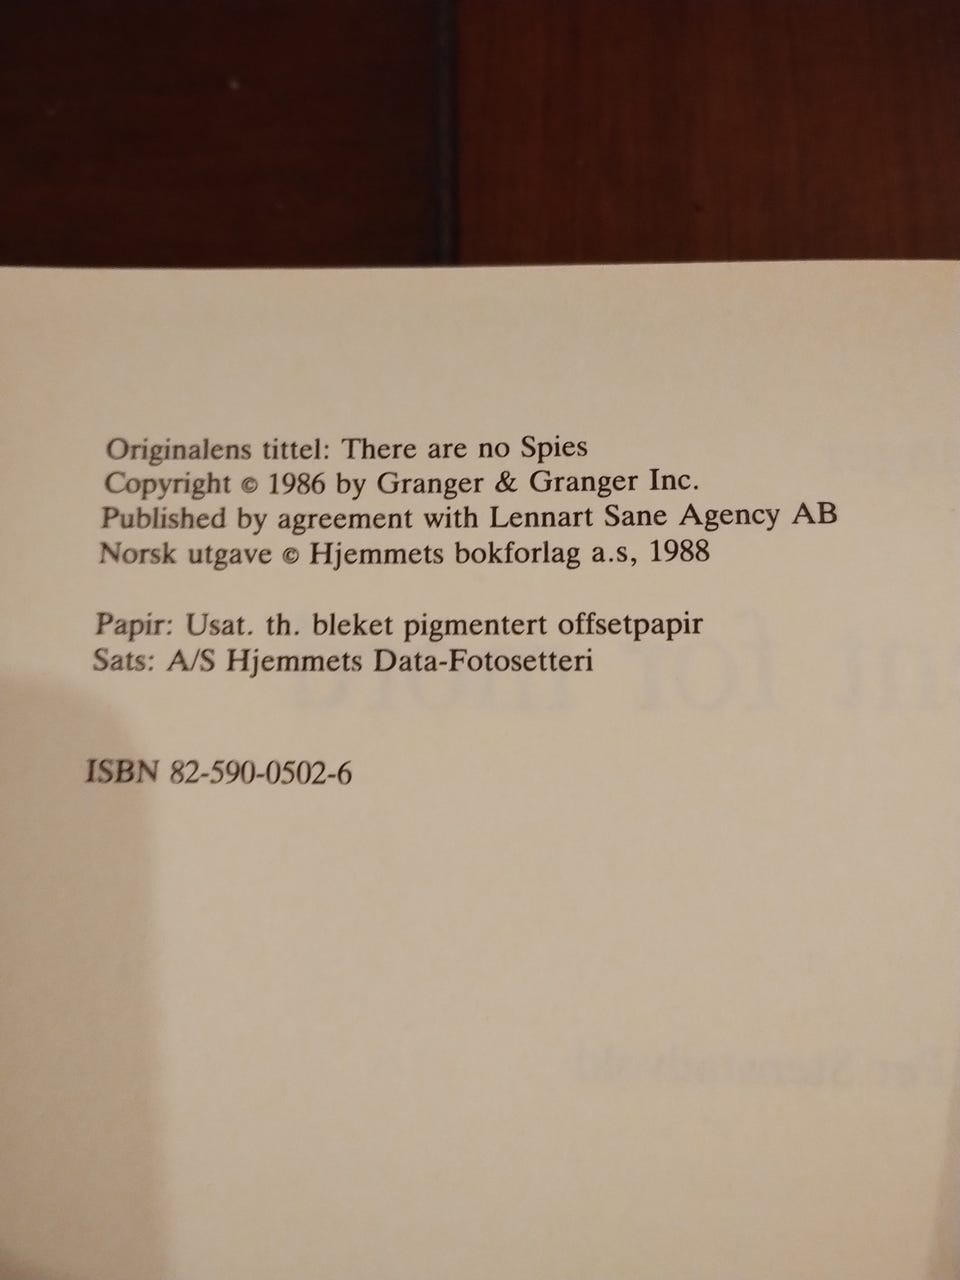 Originalens tittel: There are no Spies
Copyright © 1986 by Granger & Granger Inc.
Published by agreement with Lennart Sane Agency AB
Norsk utgave © Hjemmets bokforlag a.s, 1988
Papir: Usat. th. bleket pigmentert offsetpapir
Sats: A/S Hjemmets Data-Fotosetteri
ISBN 82-590-0502-6